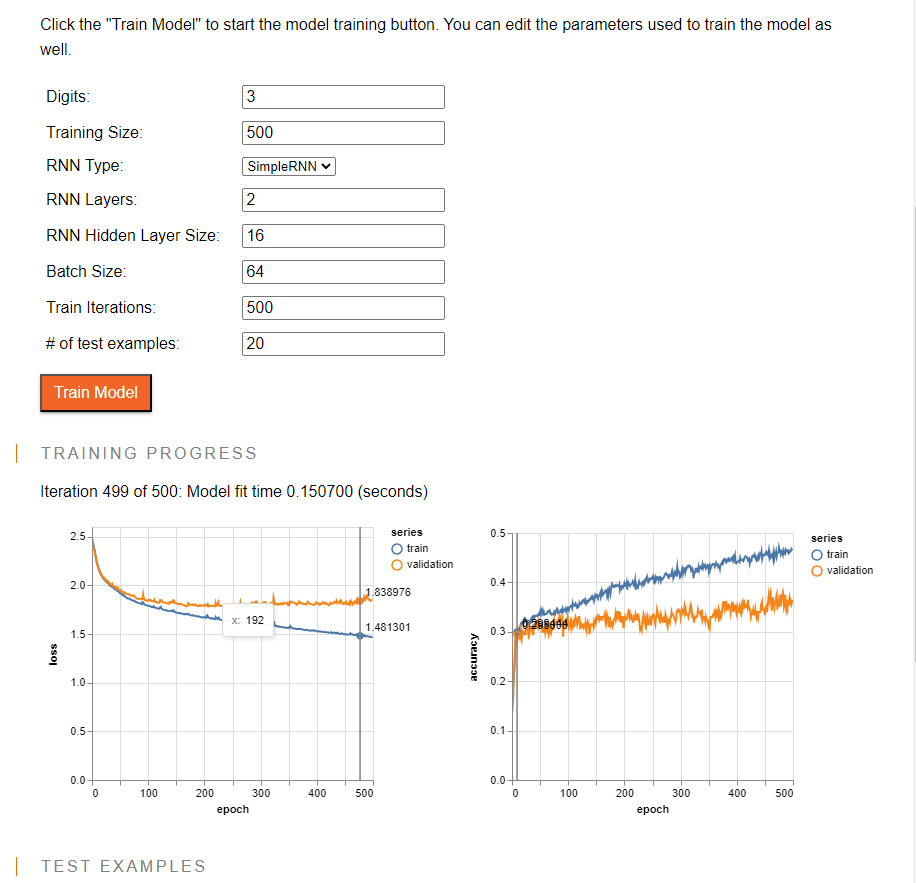 Click the "Train Model" to start the model training button. You can edit the parameters used to train the model as
well.
Digits: 3
Training Size: 500
RNN Type: SimpleRNN
RNN Layers: 2
RNN Hidden Layer Size: 16
Batch Size: 64
Train Iterations: 500
# of test examples: 20
Train Model
TRAINING PROGRESS
Iteration 499 of 500: Model fit time 0.150700 (seconds)
2.5
2.0
1.5
1.0
0.5
0.0
loss
0 100 200 300 400 500
epoch
x: 192
1.838976
1.481301
series
train
validation
0.5
0.4
0.3
0.2
0.1
0.0
accuracy
0 100 200 300 400 500
epoch
series
train
validation
TEST EXAMPLES